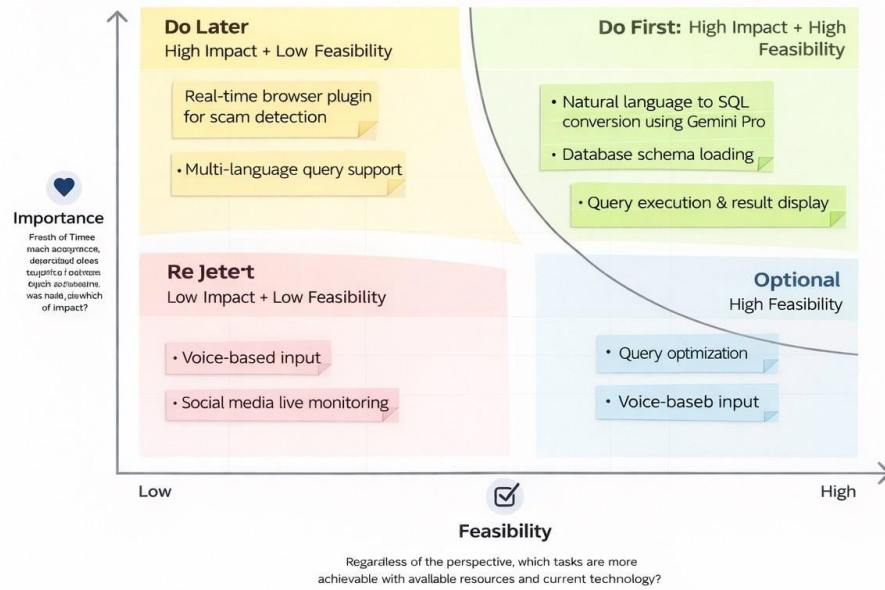 Do Later
High Impact + Low Feasibility
Real-time browser plugin
for scam detection
• Multi-language query support
Do First: High Impact + High
Feasibility
• Natural language to SQL
conversion using Gemini Pro
• Database schema loading
• Query execution & result display
Importance
of impact?
Re Jetert
Low Impact + Low Feasibility
• Voice-based input
• Social media live monitoring
Optional
High Feasibility
• Query optmization
• Voice-baseb input
Low
High
Feasibility
Regardless of the perspective, which tasks are more
achievable with available resources and current technology?